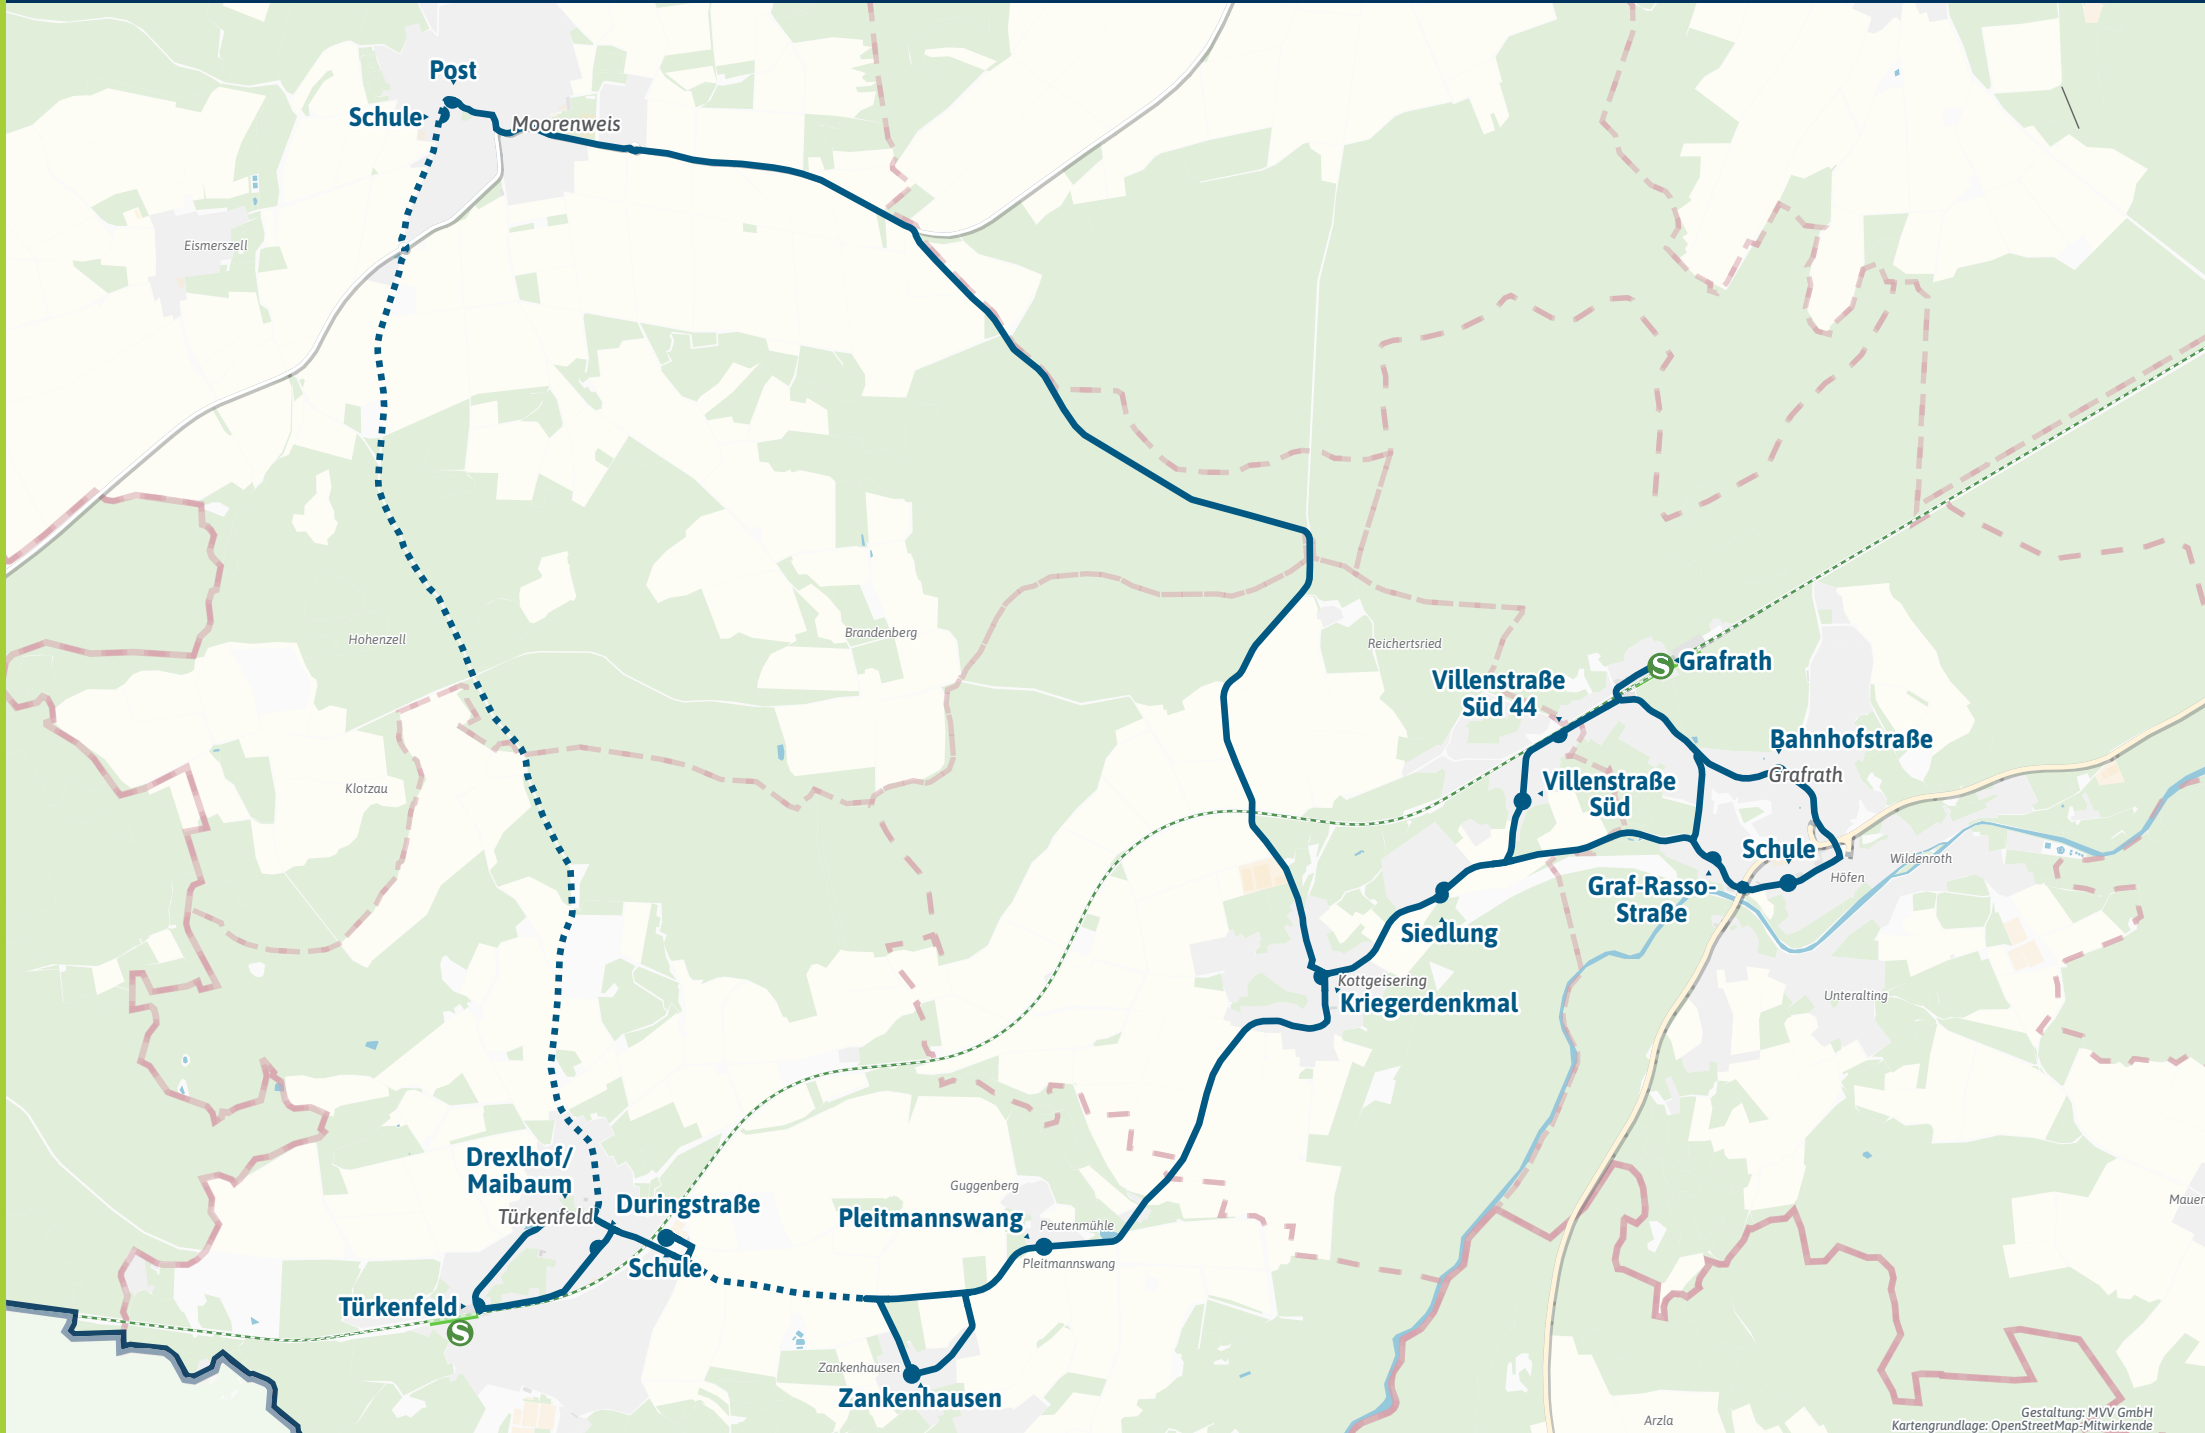 Post
Schule
Moorenweis
Eismerszell
Hohenzell
Brandenberg
Reichertsried
Grafrath
Villenstraße
Süd 44
Bahnhofstraße
Grafrath
Klotzau
Villenstraße
Süd
Schule
Wildenroth
Höfen
Graf-Rasso-
Straße
Siedlung
Kottgeisering
Kriegerdenkmal
Unteralting
Drexlhof/
Maibaum
Türkenfeld
Duringstraße
Schule
Guggenberg
Pleitmannswang
Peutenmühle
Pleitmannswang
Mauer
Türkenfeld
S
S
Zankenhausen
Zankenhausen
Arzla
Gestaltung: MVV GmbH
Kartengrundlage: OpenStreetMap-Mitwirkende